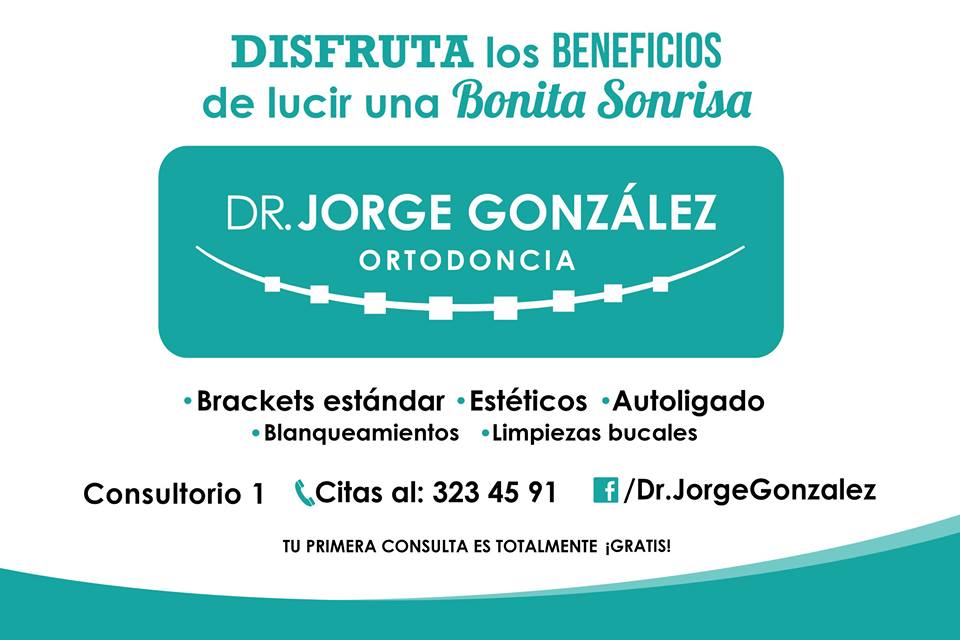 DISFRUTA los BENEFICIOS
de lucir una Bonita Sonrisa
DR. JORGE GONZÁLEZ
ORTODONCIA
•Brackets estándar •Estéticos •Autoligado
•Blanqueamientos •Limpiezas bucales
Consultorio 1 Citas al: 323 45 91 f /Dr.JorgeGonzalez
TU PRIMERA CONSULTA ES TOTALMENTE ¡GRATIS!